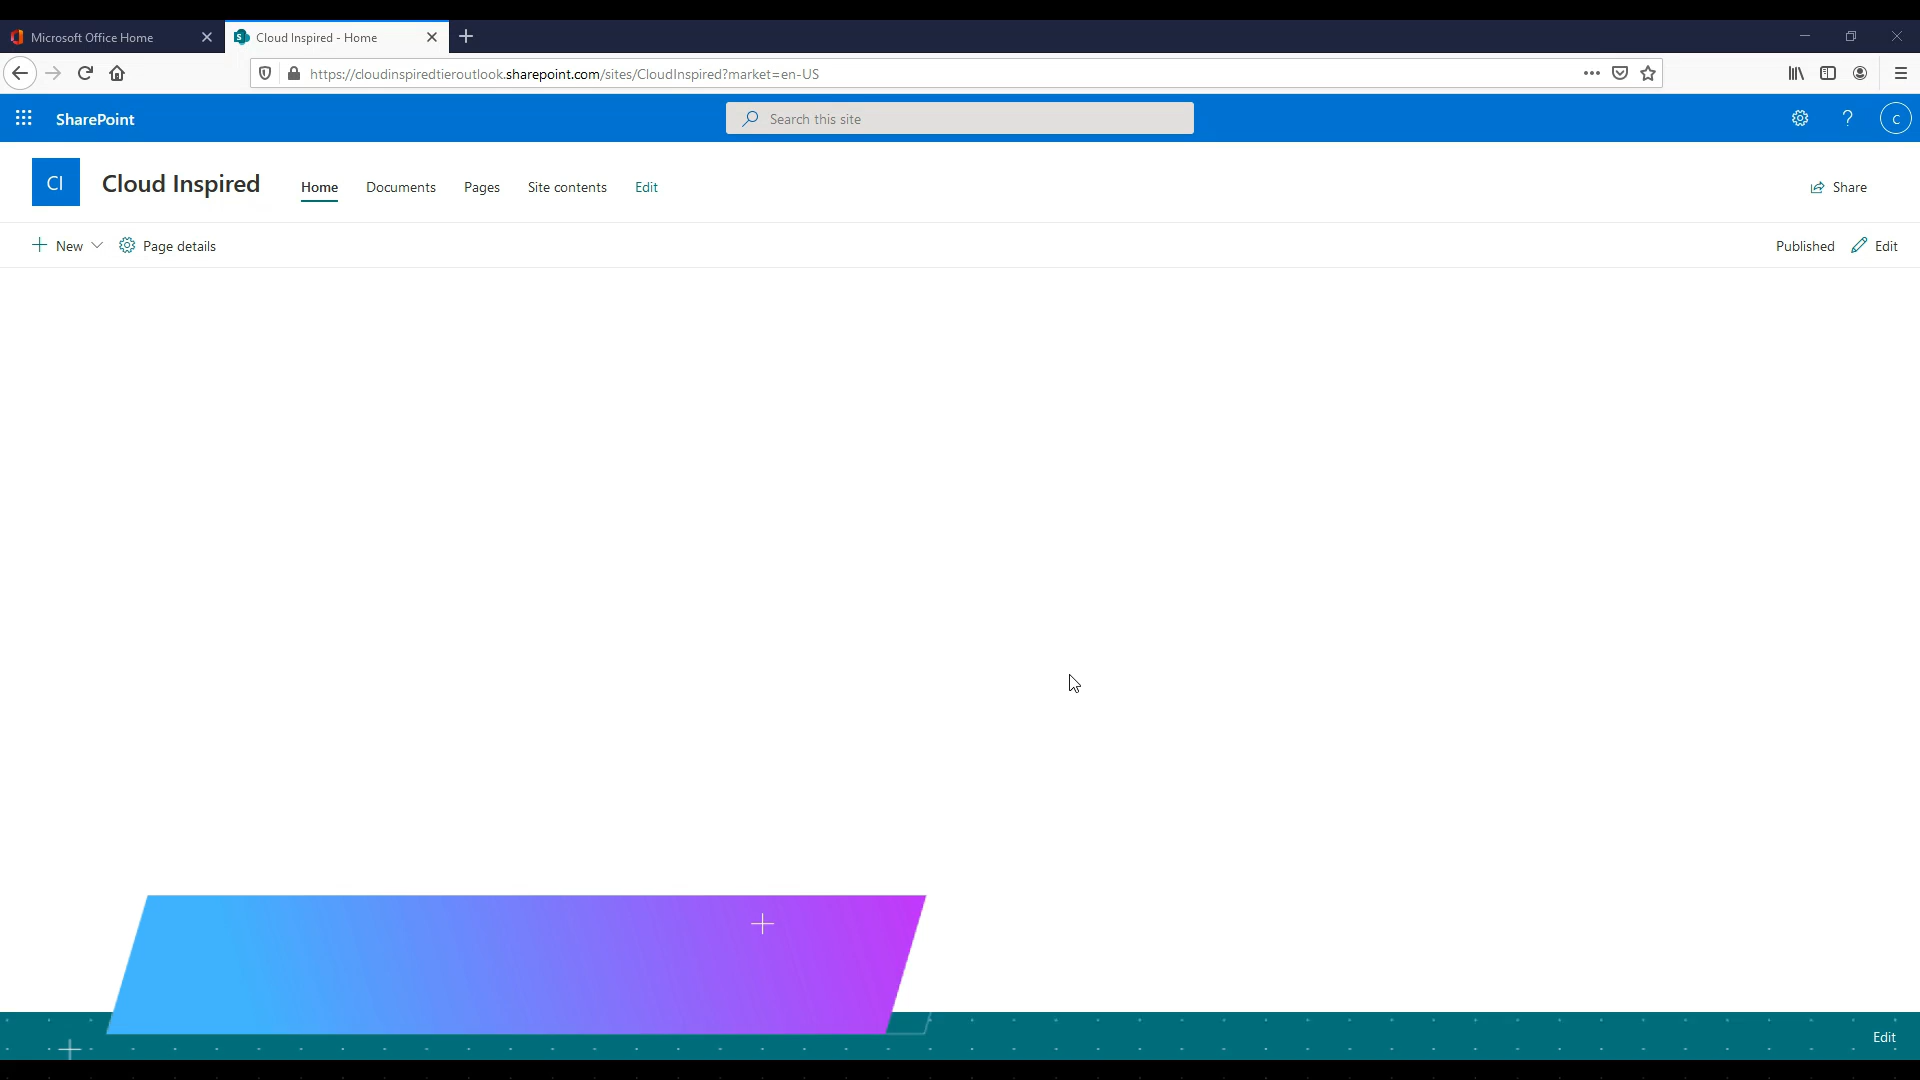 Microsoft Office Home
Cloud Inspired - Home
https://cloudinspiredtieroutlook.sharepoint.com/sites/CloudInspired?market=en-US
SharePoint
Search this site
?
C
CI
Cloud Inspired
Home
Documents
Pages
Site contents
Edit
Share
New
Page details
Published
Edit
Edit